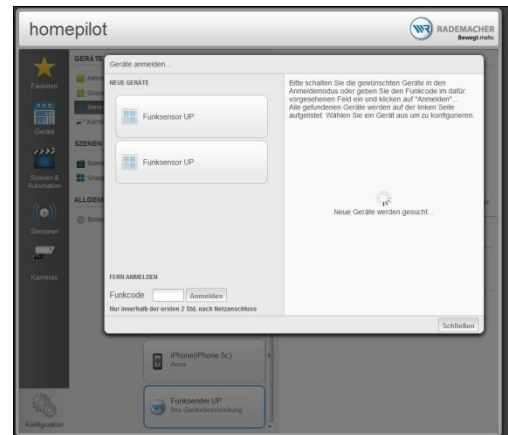 homepilot
RADEMACHER
Bewegt mehr.
Favoriten
Geräte
Szenen &
Automation
Sensoren
Kameras
Konfiguration
GERÄTE
SZENEN
ALLGEM
Geräte anmelden...
NEUE GERÄTE
Funksensor UP
Funksensor UP
FERN ANMELDEN
Funkcode
Anmelden
Nur innerhalb der ersten 2 Std. nach Netzanschluss
Bitte schalten Sie die gewünschten Geräte in den
Anmeldemodus oder geben Sie den Funkcode im dafür
vorgesehenen Feld ein und klicken auf "Anmelden"...
Alle gefundenen Geräte werden auf der linken Seite
aufgelistet. Wählen Sie ein Gerät aus um zu konfigurieren.
Neue Geräte werden gesucht...
Schließen
iPhone(iPhone 5c)
Anna
Funksender UP
Ihre Gerätebeschreibung